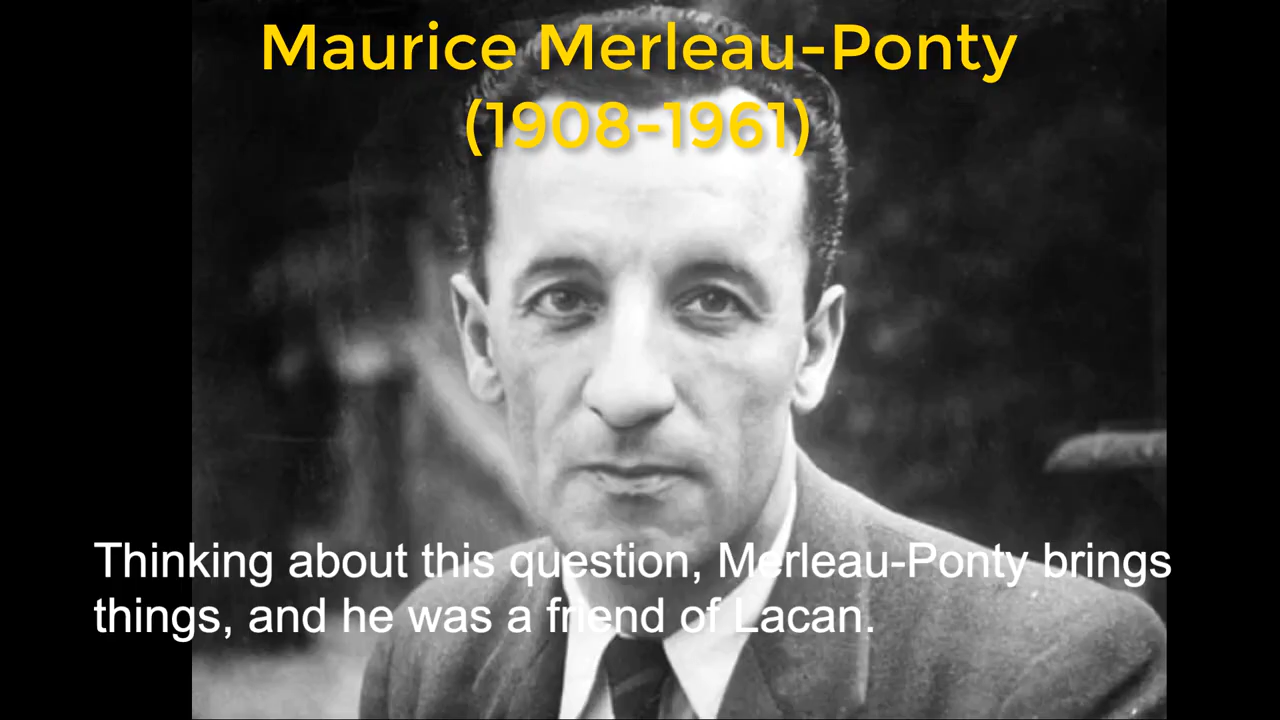 Maurice Merleau-Ponty
(1908-1961)
Thinking about this question, Merleau-Ponty brings
things, and he was a friend of Lacan.